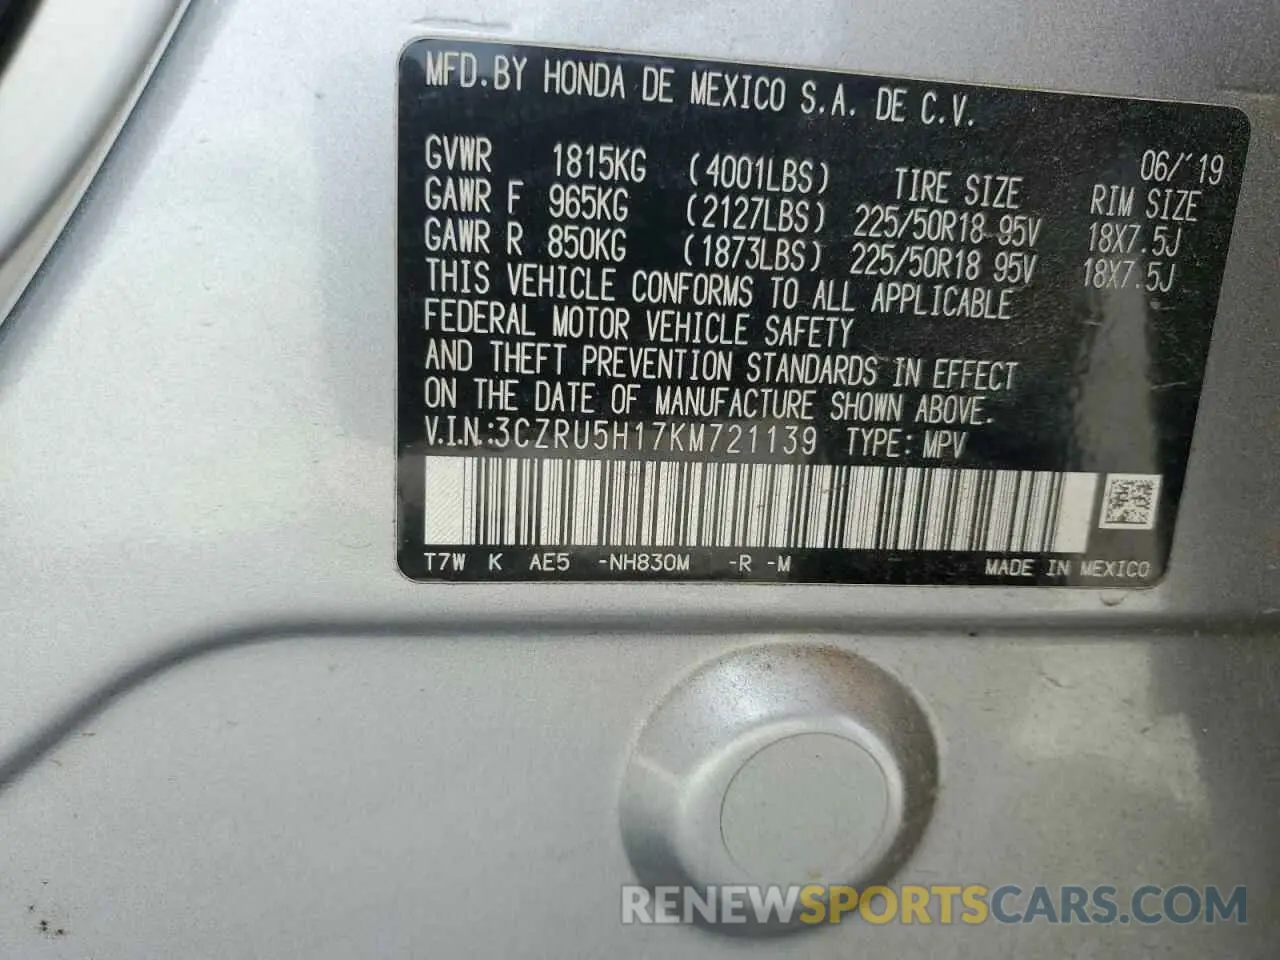 MFD.BY HONDA DE MEXICO S.A. DE C.V.
06/'19
GVWR 1815KG (4001LBS) TIRE SIZE RIM SIZE
GAWR F 965KG (2127LBS) 225/50R18 95V 18X7.5J
GAWR R 850KG (1873LBS) 225/50R18 95V 18X7.5J
THIS VEHICLE CONFORMS TO ALL APPLICABLE
FEDERAL MOTOR VEHICLE SAFETY
AND THEFT PREVENTION STANDARDS IN EFFECT
ON THE DATE OF MANUFACTURE SHOWN ABOVE.
V.I.N.:3CZRU5H17KM721139 TYPE: MPV
T7W K AE5 -NH830M -R -M MADE IN MEXICO
RENEWSPORTSCARS.COM